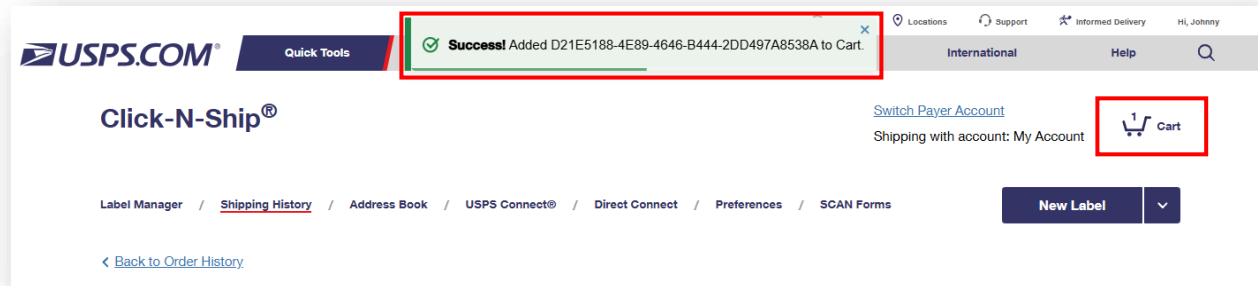 Locations Support Informed Delivery Hi, Johnny
USPS.COM® Quick Tools Success! Added D21E5188-4E89-4646-B444-2DD497A8538A to Cart. × International Help
Click-N-Ship®
Switch Payer Account
Shipping with account: My Account
1 Cart
Label Manager / Shipping History / Address Book / USPS Connect® / Direct Connect / Preferences / SCAN Forms New Label
< Back to Order History